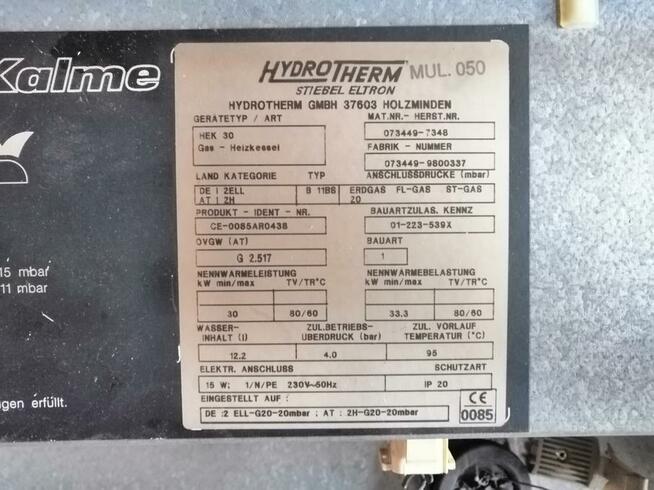 Kalme
15 mbar
11 mbar
ngen erfüllt.
HYDROTHERM MUL. 050
STIEBEL ELTRON
HYDROTHERM GMBH 37603 HOLZMINDEN
GERÄTETYP / ART MAT.NR.- HERST.NR.
HEK 30 073449-7348
Gas - Heizkessel FABRIK - NUMMER
073449-9800337
LAND KATEGORIE TYP ANSCHLUSSDRÜCKE (mbar)
DE | 2ELL B 11BS ERDGAS FL-GAS ST-GAS
AT | 2H 20
PRODUKT - IDENT - NR. BAUARTZULAS. KENNZ
CE-0085AR0438 01-223-539X
ÖVGW (AT) BAUART
G 2.517 1
NENNWÄRMELEISTUNG NENNWÄRMEBELASTUNG
kW min/max TV/TR°C kW min/max TV/TR°C
30 80/60 33.3 80/60
WASSER- ZUL.BETRIEBS- ZUL. VORLAUF
INHALT (l) ÜBERDRUCK (bar) TEMPERATUR (°C)
12.2 4.0 95
ELEKTR. ANSCHLUSS SCHUTZART
15 W; 1/N/PE 230V~50Hz IP 20
EINGESTELLT AUF : CE
DE :2 ELL-G20-20mbar ; AT : 2H-G20-20mbar 0085